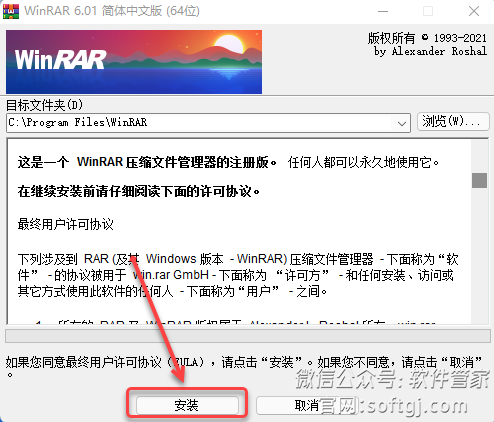 WinRAR 6.01 简体中文版 (64位)
WinRAR
版权所有 © 1993-2021
by Alexander Roshal
目标文件夹(D)
C:\Program Files\WinRAR
浏览(W)...
这是一个 WinRAR 压缩文件管理器的注册版。 任何人都可以永久地使用它。
在继续安装前请仔细阅读下面的许可协议。
最终用户许可协议
下列涉及到 RAR (及其 Windows 版本 - WinRAR) 压缩文件管理器 - 下面称为“软
件” - 的协议被用于 win.rar GmbH - 下面称为 “许可方” - 和任何安装、访问或
其它方式使用此软件的任何人 - 下面称为“用户” - 之间。
如果您同意最终用户许可协议 (EULA)，请点击“安装”。如果您不同意，请点击“取消”
。
微信公众号: 软件管家
安装
取消
官网:softgj.com